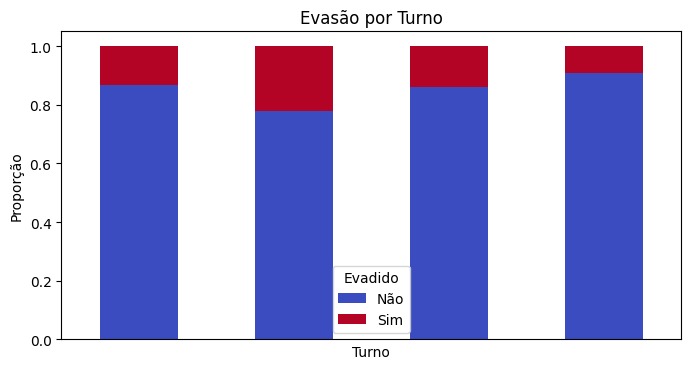 Evasão por Turno
Proporção
1.0
0.8
0.6
0.4
0.2
0.0
Evadido
Não
Sim
Turno